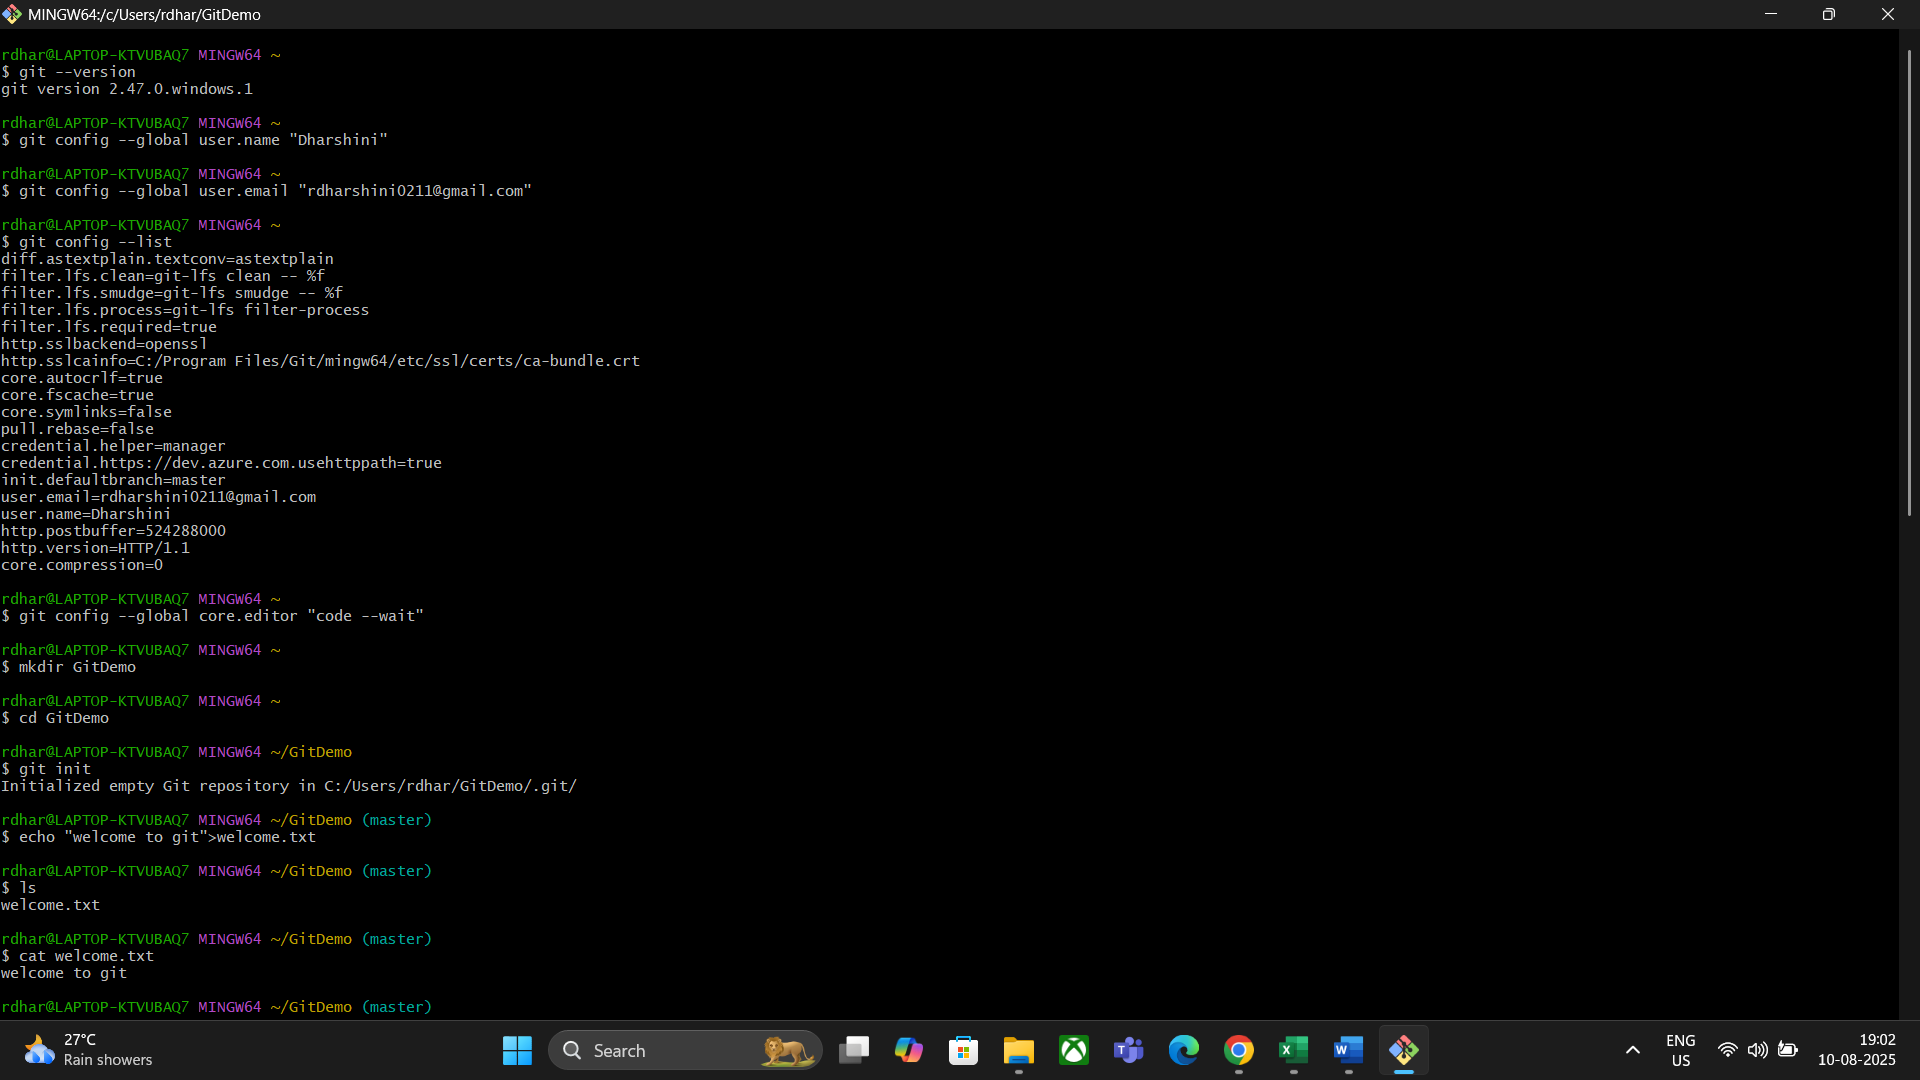 MINGW64:/c/Users/rdhar/GitDemo
rdhar@LAPTOP-KTVUBAQ7 MINGW64 ~
$ git --version
git version 2.47.0.windows.1
rdhar@LAPTOP-KTVUBAQ7 MINGW64 ~
$ git config --global user.name "Dharshini"
rdhar@LAPTOP-KTVUBAQ7 MINGW64 ~
$ git config --global user.email "rdharshini0211@gmail.com"
rdhar@LAPTOP-KTVUBAQ7 MINGW64 ~
$ git config --list
diff.astextplain.textconv=astextplain
filter.lfs.clean=git-lfs clean -- %f
filter.lfs.smudge=git-lfs smudge -- %f
filter.lfs.process=git-lfs filter-process
filter.lfs.required=true
http.sslbackend=openssl
http.sslcainfo=C:/Program Files/Git/mingw64/etc/ssl/certs/ca-bundle.crt
core.autocrlf=true
core.fscache=true
core.symlinks=false
pull.rebase=false
credential.helper=manager
credential.https://dev.azure.com.usehttppath=true
init.defaultbranch=master
user.email=rdharshini0211@gmail.com
user.name=Dharshini
http.postbuffer=524288000
http.version=HTTP/1.1
core.compression=0
rdhar@LAPTOP-KTVUBAQ7 MINGW64 ~
$ git config --global core.editor "code --wait"
rdhar@LAPTOP-KTVUBAQ7 MINGW64 ~
$ mkdir GitDemo
rdhar@LAPTOP-KTVUBAQ7 MINGW64 ~
$ cd GitDemo
rdhar@LAPTOP-KTVUBAQ7 MINGW64 ~/GitDemo
$ git init
Initialized empty Git repository in C:/Users/rdhar/GitDemo/.git/
rdhar@LAPTOP-KTVUBAQ7 MINGW64 ~/GitDemo (master)
$ echo "welcome to git">welcome.txt
rdhar@LAPTOP-KTVUBAQ7 MINGW64 ~/GitDemo (master)
$ ls
welcome.txt
rdhar@LAPTOP-KTVUBAQ7 MINGW64 ~/GitDemo (master)
$ cat welcome.txt
welcome to git
rdhar@LAPTOP-KTVUBAQ7 MINGW64 ~/GitDemo (master)
27°C
Rain showers
Search
ENG
US
19:02
10-08-2025